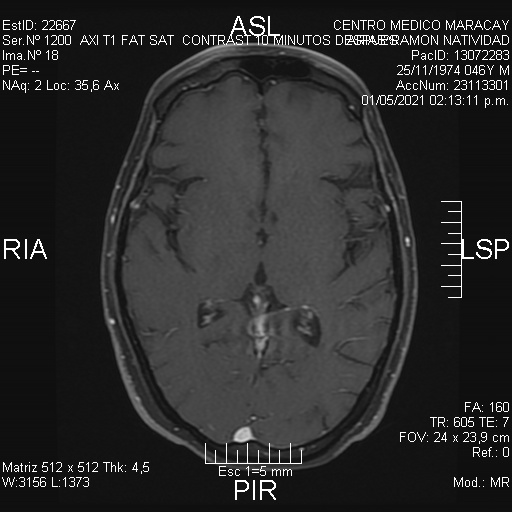 EstID: 22667
Ser.Nº 1200 AXI T1 FAT SAT CONTRAST 10 MINUTOS
Ima.Nº 18
PE= --
NAq: 2 Loc: 35,6 Ax
ASL
CENTRO MEDICO MARACAY
RAMON NATIVIDAD
PacID: 13072283
25/11/1974 046Y M
AccNum: 23113301
01/05/2021 02:13:11 p.m.
RIA
LSP
FA: 160
TR: 605 TE: 7
FOV: 24 x 23,9 cm
Ref.: 0
Matriz 512 x 512 Thk: 4,5
W:3156 L:1373
Esc 1=5 mm
PIR
Mod.: MR